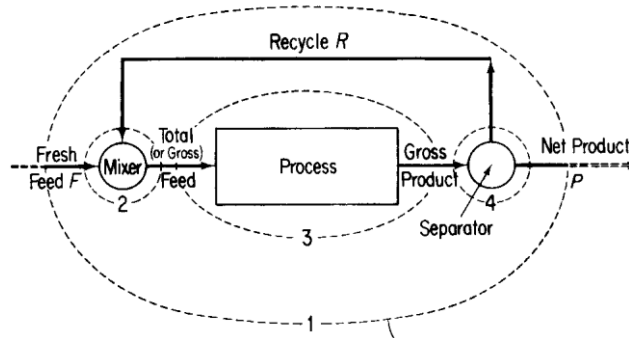 Recycle R
Total
(or Gross)
Fresh
Feed F
Mixer
Feed
Process
Gross
Product
Net Product
P
2
4
Separator
3
1